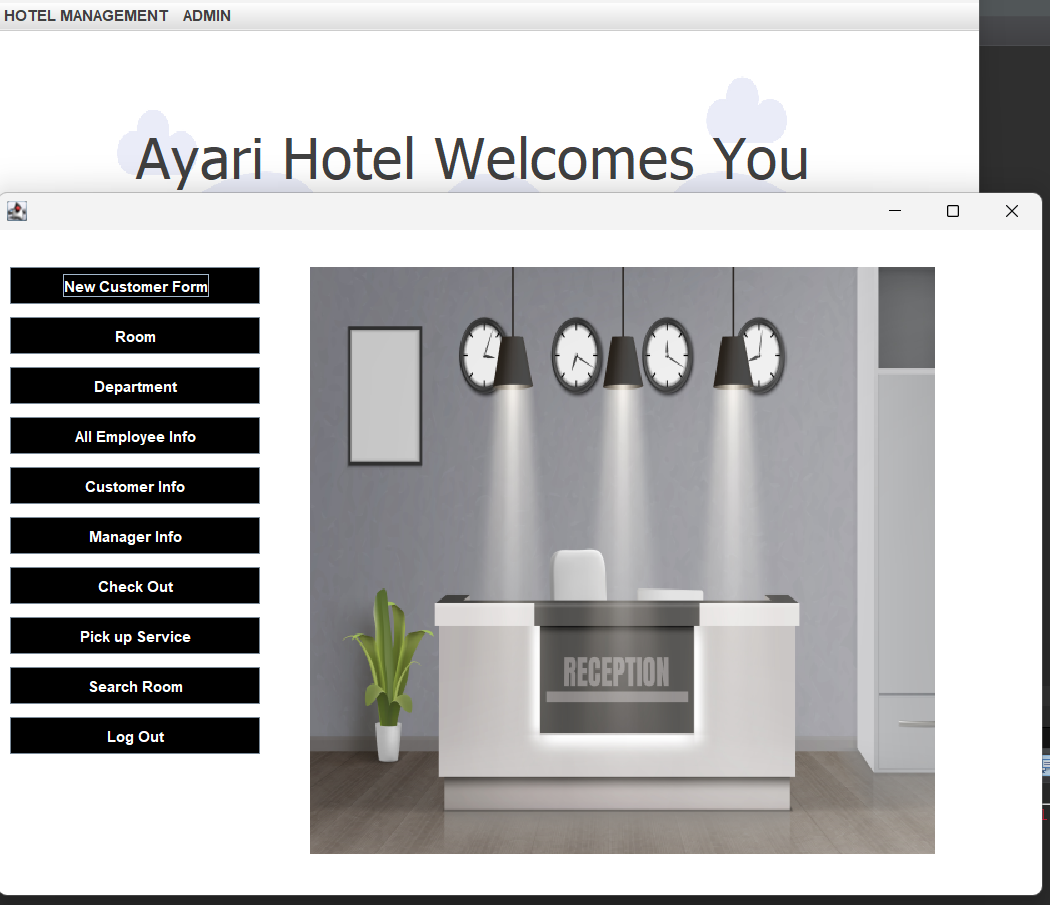 HOTEL MANAGEMENT ADMIN
Ayari Hotel Welcomes You
New Customer Form
Room
Department
All Employee Info
Customer Info
Manager Info
Check Out
Pick up Service
Search Room
Log Out
RECEPTION